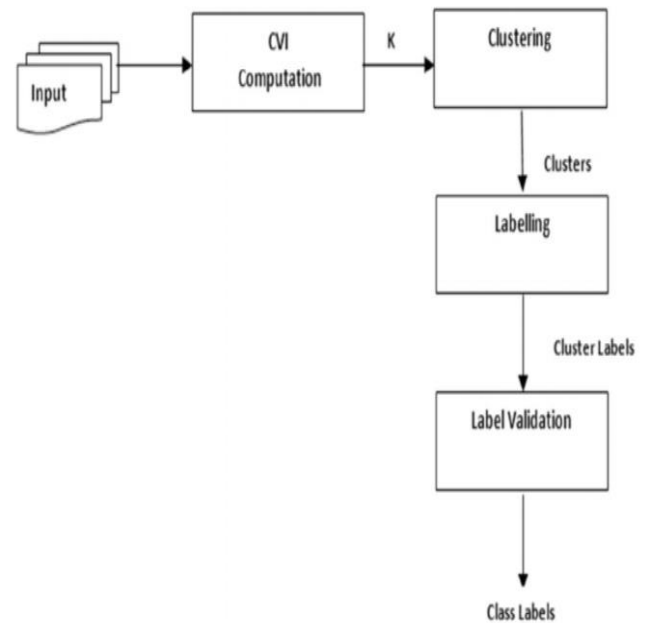 Input
CVI
Computation
K
Clustering
Clusters
Labelling
Cluster Labels
Label Validation
Class Labels